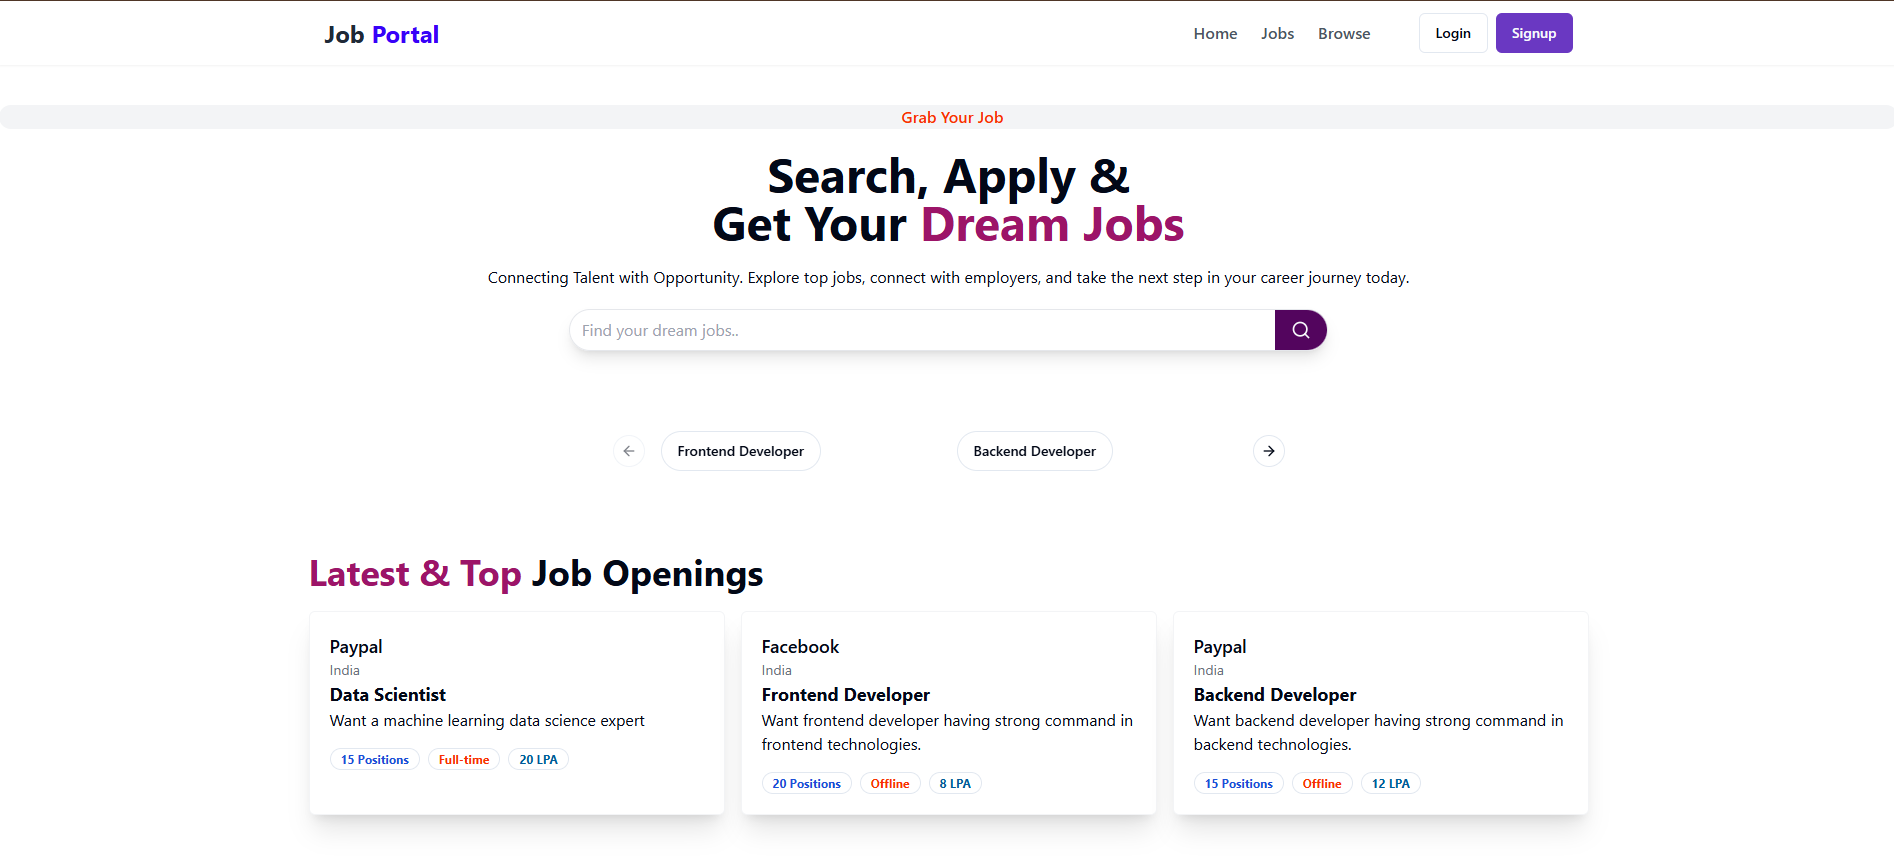 Job Portal
Home Jobs Browse Login Signup
Grab Your Job
Search, Apply &
Get Your Dream Jobs
Connecting Talent with Opportunity. Explore top jobs, connect with employers, and take the next step in your career journey today.
Find your dream jobs..
Frontend Developer
Backend Developer
Latest & Top Job Openings
Paypal
India
Data Scientist
Want a machine learning data science expert
15 Positions Full-time 20 LPA
Facebook
India
Frontend Developer
Want frontend developer having strong command in
frontend technologies.
20 Positions Offline 8 LPA
Paypal
India
Backend Developer
Want backend developer having strong command in
backend technologies.
15 Positions Offline 12 LPA